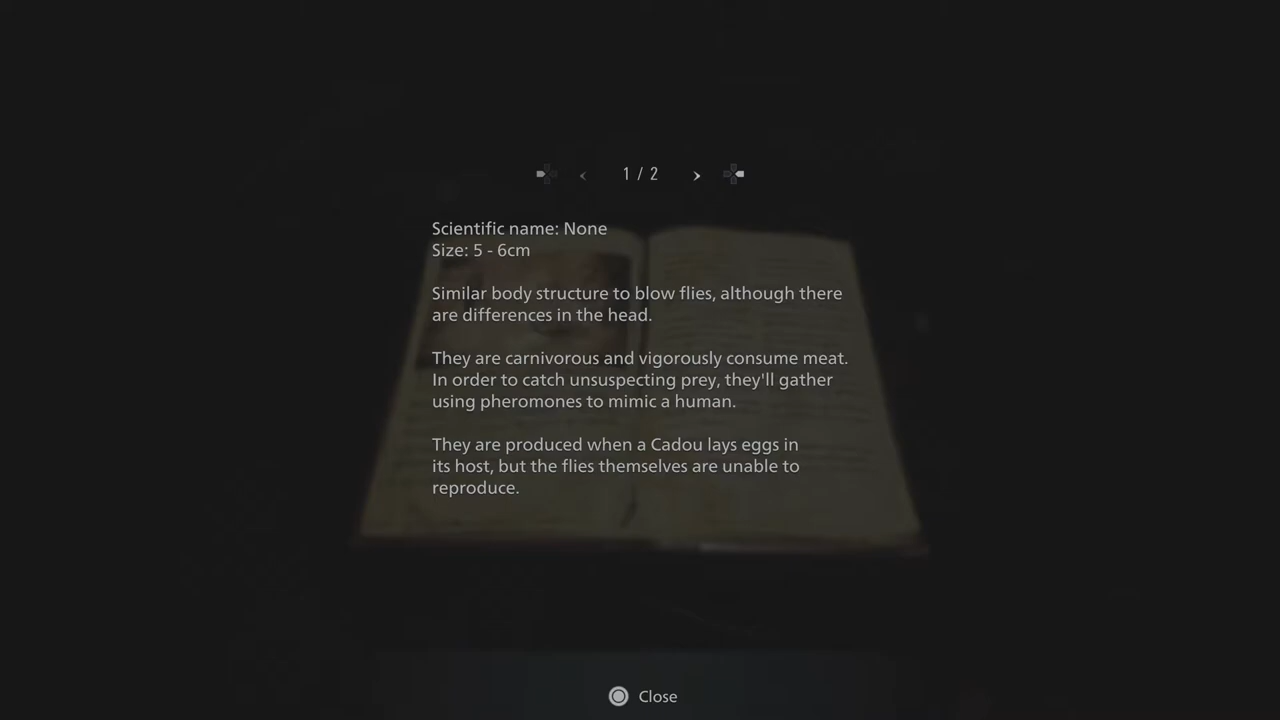 1 / 2
Scientific name: None
Size: 5 - 6cm
Similar body structure to blow flies, although there
are differences in the head.
They are carnivorous and vigorously consume meat.
In order to catch unsuspecting prey, they'll gather
using pheromones to mimic a human.
They are produced when a Cadou lays eggs in
its host, but the flies themselves are unable to
reproduce.
Close